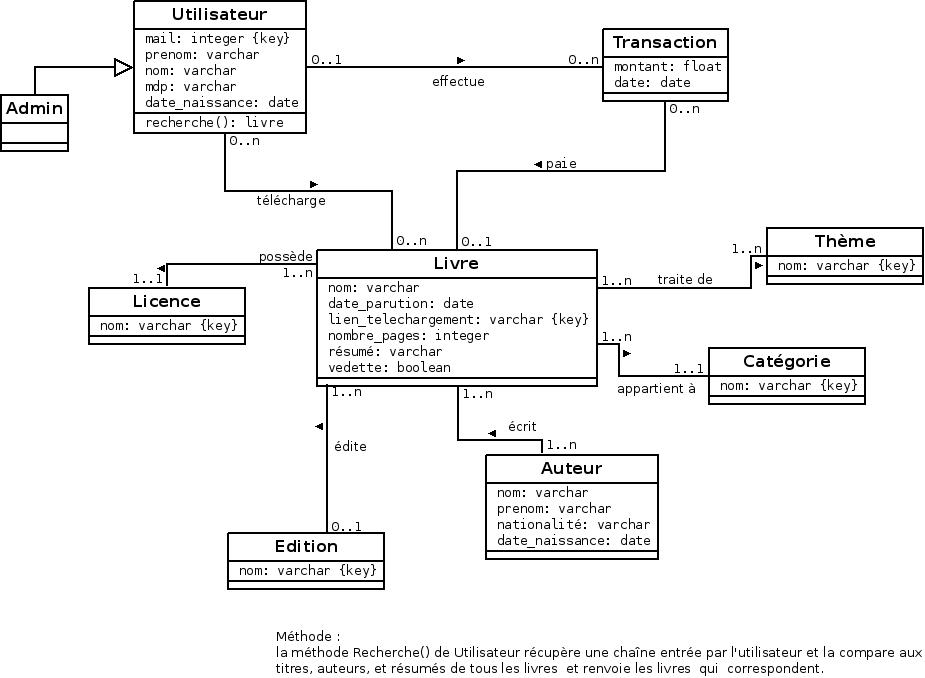 Utilisateur
mail: integer {key}
prenom: varchar
nom: varchar
mdp: varchar
date_naissance: date
recherche(): livre
Admin
0..1
0..n
effectue
Transaction
montant: float
date: date
0..n
paie
0..1
0..n
télécharge
0..n
possède
1..n
1..1
Licence
nom: varchar {key}
Livre
nom: varchar
date_parution: date
lien_telechargement: varchar {key}
nombre_pages: integer
résumé: varchar
vedette: boolean
1..n
traite de
1..n
Thème
nom: varchar {key}
1..n
appartient à
1..1
Catégorie
nom: varchar {key}
1..n
édite
0..1
Edition
nom: varchar {key}
1..n
écrit
1..n
Auteur
nom: varchar
prenom: varchar
nationalité: varchar
date_naissance: date
Méthode :
la méthode Recherche() de Utilisateur récupère une chaîne entrée par l'utilisateur et la compare aux
titres, auteurs, et résumés de tous les livres et renvoie les livres qui correspondent.